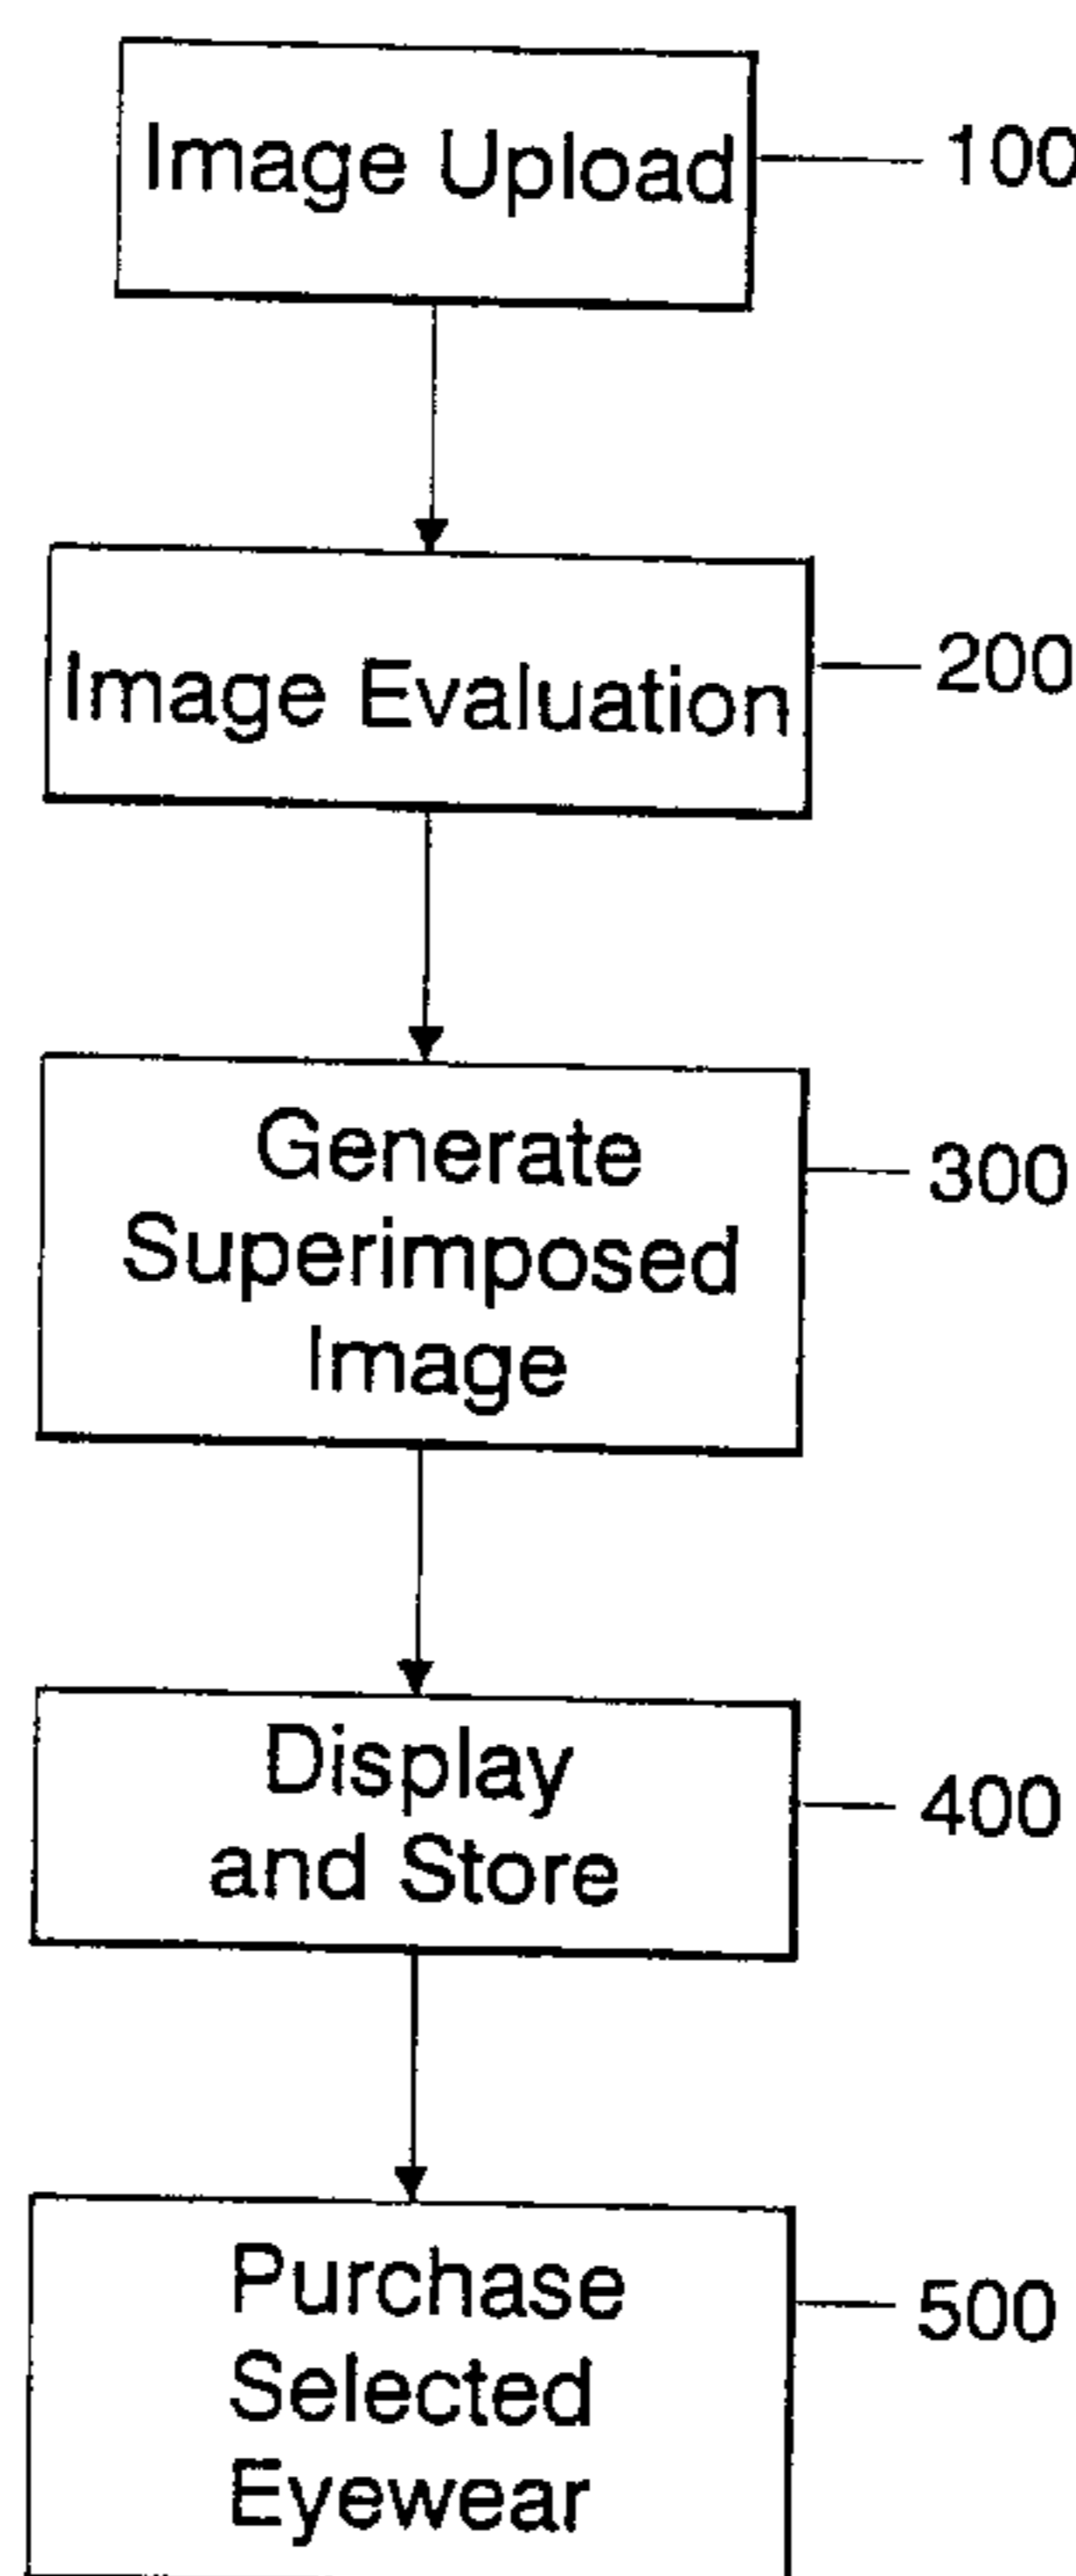 Image Upload
100
Image Evaluation
200
Generate
Superimposed
Image
300
Display
and Store
400
Purchase
Selected
Eyewear
500